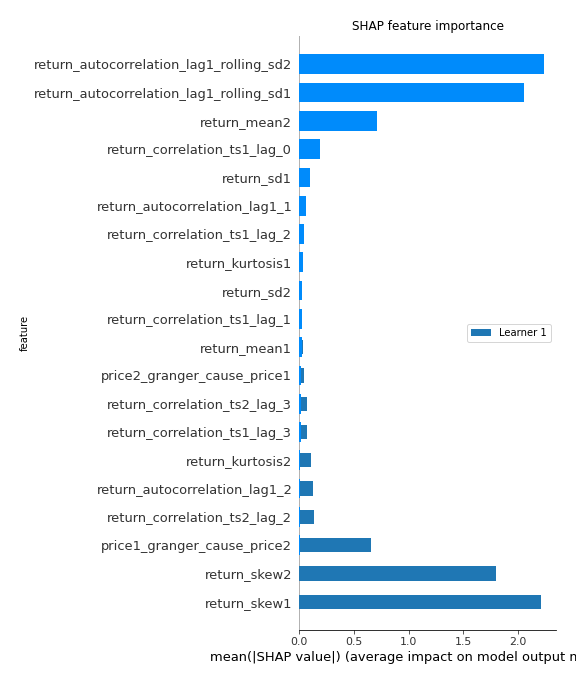 SHAP feature importance
return_autocorrelation_lag1_rolling_sd2
return_autocorrelation_lag1_rolling_sd1
return_mean2
return_correlation_ts1_lag_0
return_sd1
return_autocorrelation_lag1_1
return_correlation_ts1_lag_2
return_kurtosis1
return_sd2
return_correlation_ts1_lag_1
return_mean1
price2_granger_cause_price1
return_correlation_ts2_lag_3
return_correlation_ts1_lag_3
return_kurtosis2
return_autocorrelation_lag1_2
return_correlation_ts2_lag_2
price1_granger_cause_price2
return_skew2
return_skew1
feature
Learner 1
0.0 0.5 1.0 1.5 2.0
mean(|SHAP value|) (average impact on model output m